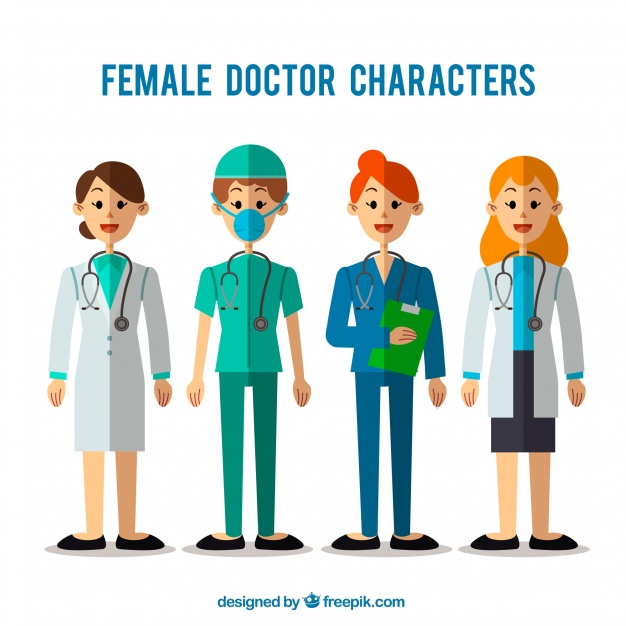 FEMALE DOCTOR CHARACTERS
designed by freepik.com